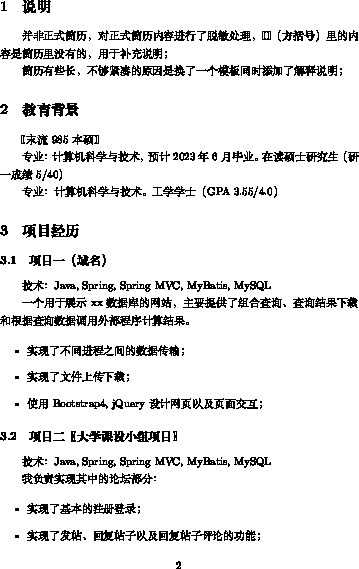 1 说明
并非正式简历，对正式简历内容进行了脱敏处理，〖〗（方括号）里的内
容是简历里没有的，用于补充说明；
简历有些长，不够紧凑的原因是换了一个模板同时添加了解释说明；
2 教育背景
〖末流 985 本硕〗
专业：计算机科学与技术，预计 2023 年 6 月毕业。在读硕士研究生（研
一成绩 5/40）
专业：计算机科学与技术。工学学士（GPA 3.55/4.0）
3 项目经历
3.1 项目一（域名）
技术：Java, Spring, Spring MVC, MyBatis, MySQL
一个用于展示 xx 数据库的网站，主要提供了组合查询、查询结果下载
和根据查询数据调用外部程序计算结果。
• 实现了不同进程之间的数据传输；
• 实现了文件上传下载；
• 使用 Bootstrap4, jQuery 设计网页以及页面交互；
3.2 项目二〖大学课设小组项目〗
技术：Java, Spring, Spring MVC, MyBatis, MySQL
我负责实现其中的论坛部分：
• 实现了基本的注册登录；
• 实现了发帖、回复帖子以及回复帖子评论的功能；
2